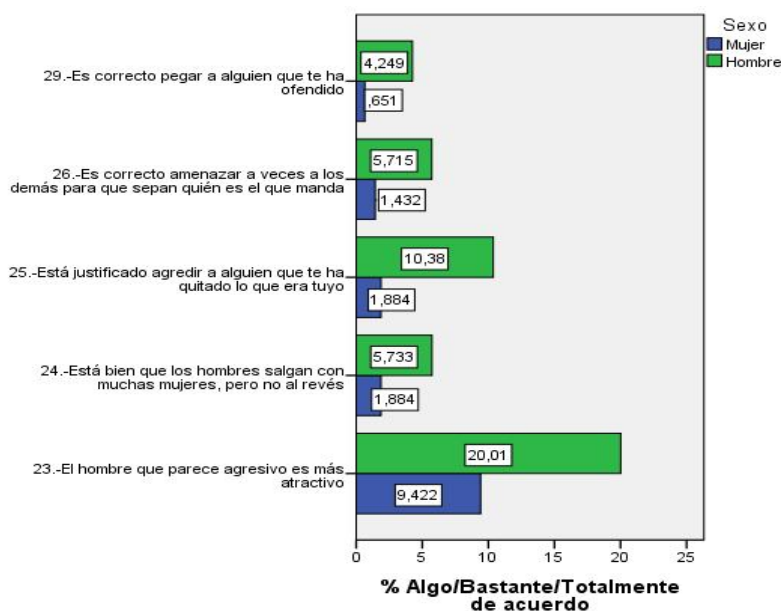 Sexo
Mujer
Hombre
29.-Es correcto pegar a alguien que te ha
ofendido
4,249
,651
26.-Es correcto amenazar a veces a los
demás para que sepan quién es el que manda
5,715
1,432
25.-Está justificado agredir a alguien que te ha
quitado lo que era tuyo
10,38
1,884
24.-Está bien que los hombres salgan con
muchas mujeres, pero no al revés
5,733
1,884
23.-El hombre que parece agresivo es más
atractivo
20,01
9,422
0 5 10 15 20 25
% Algo/Bastante/Totalmente
de acuerdo